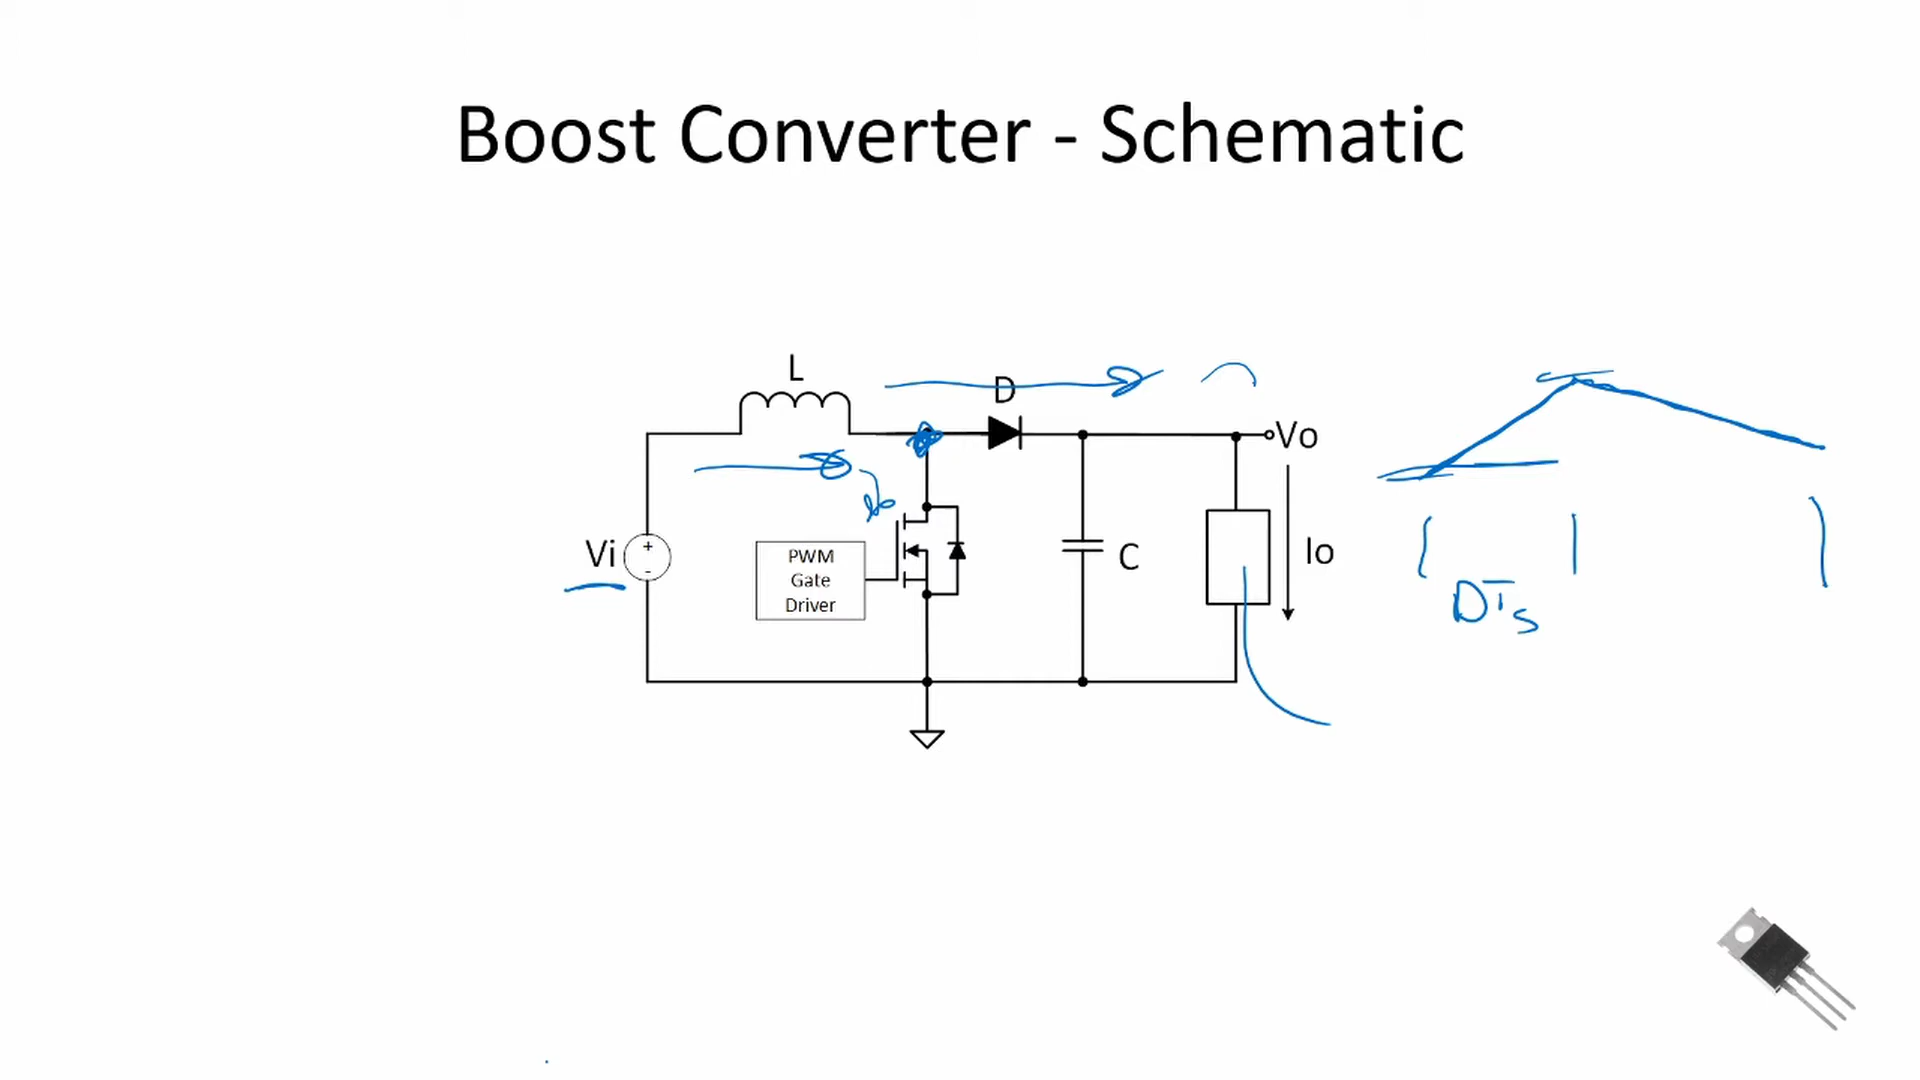 Boost Converter - Schematic
L
D
Vo
Vi
+
-
PWM
Gate
Driver
C
Io
DTs